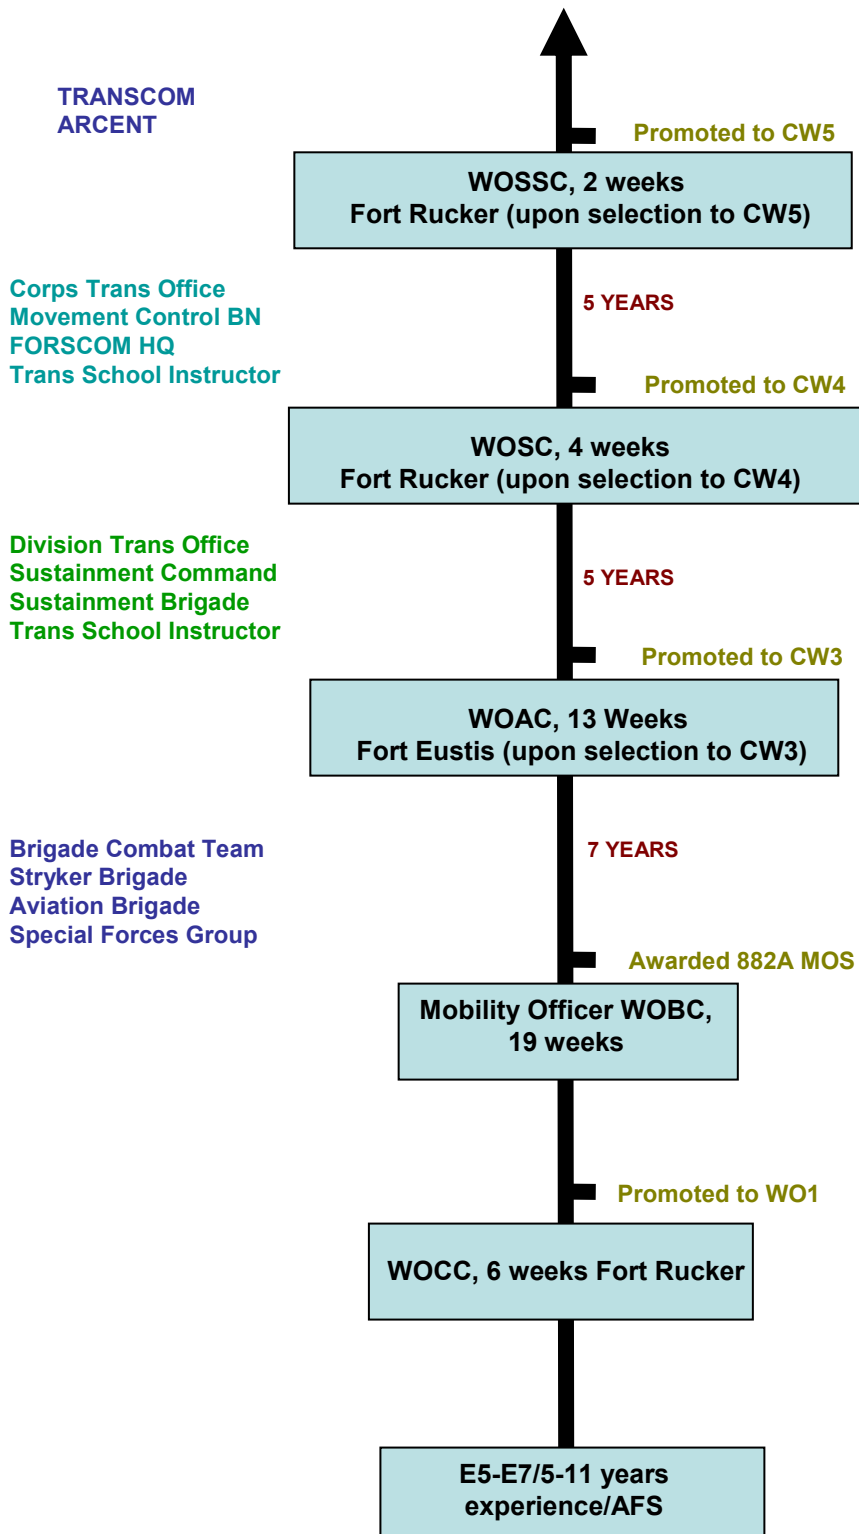 TRANSCOM
ARCENT
Promoted to CW5
WOSSC, 2 weeks
Fort Rucker (upon selection to CW5)
Corps Trans Office
Movement Control BN
FORSCOM HQ
Trans School Instructor
5 YEARS
Promoted to CW4
WOSC, 4 weeks
Fort Rucker (upon selection to CW4)
Division Trans Office
Sustainment Command
Sustainment Brigade
Trans School Instructor
5 YEARS
Promoted to CW3
WOAC, 13 Weeks
Fort Eustis (upon selection to CW3)
Brigade Combat Team
Stryker Brigade
Aviation Brigade
Special Forces Group
7 YEARS
Awarded 882A MOS
Mobility Officer WOBC,
19 weeks
Promoted to WO1
WOCC, 6 weeks Fort Rucker
E5-E7/5-11 years
experience/AFS